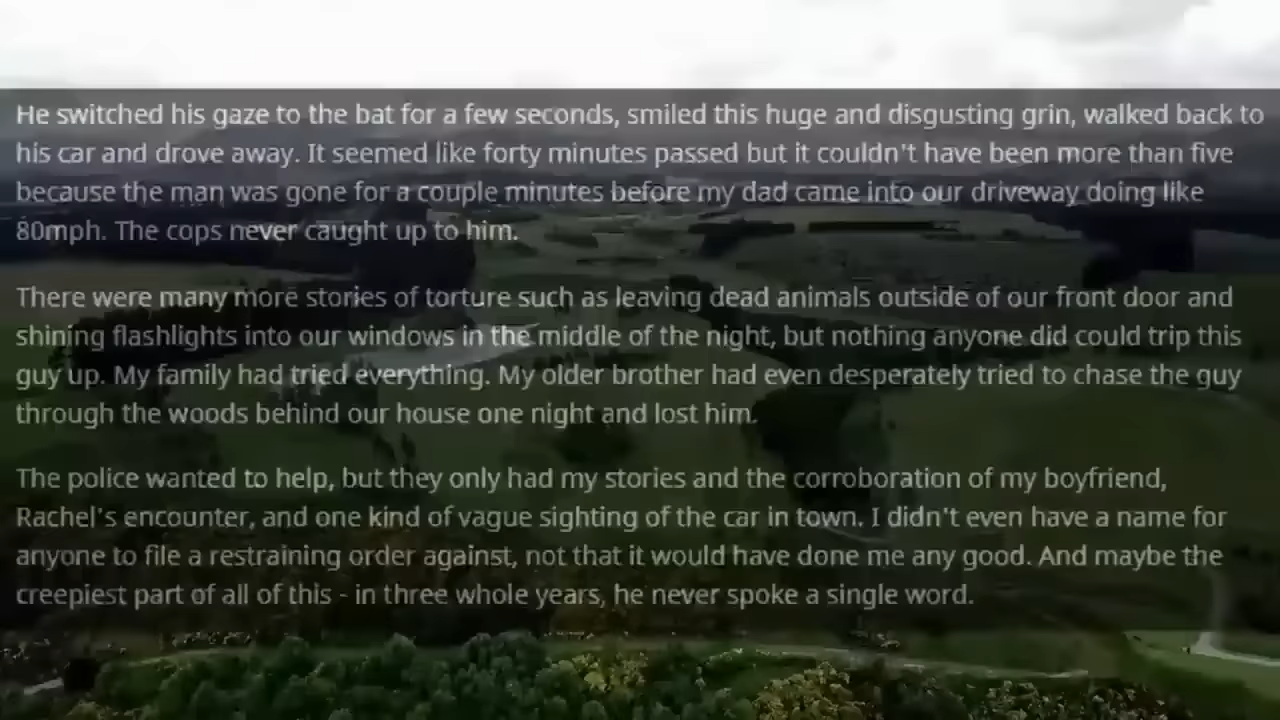 He switched his gaze to the bat for a few seconds, smiled this huge and disgusting grin, walked back to
his car and drove away. It seemed like forty minutes passed but it couldn't have been more than five
because the man was gone for a couple minutes before my dad came into our driveway doing like
80mph. The cops never caught up to him.
There were many more stories of torture such as leaving dead animals outside of our front door and
shining flashlights into our windows in the middle of the night, but nothing anyone did could trip this
guy up. My family had tried everything. My older brother had even desperately tried to chase the guy
through the woods behind our house one night and lost him.
The police wanted to help, but they only had my stories and the corroboration of my boyfriend,
Rachel's encounter, and one kind of vague sighting of the car in town. I didn't even have a name for
anyone to file a restraining order against, not that it would have done me any good. And maybe the
creepiest part of all of this - in three whole years, he never spoke a single word.